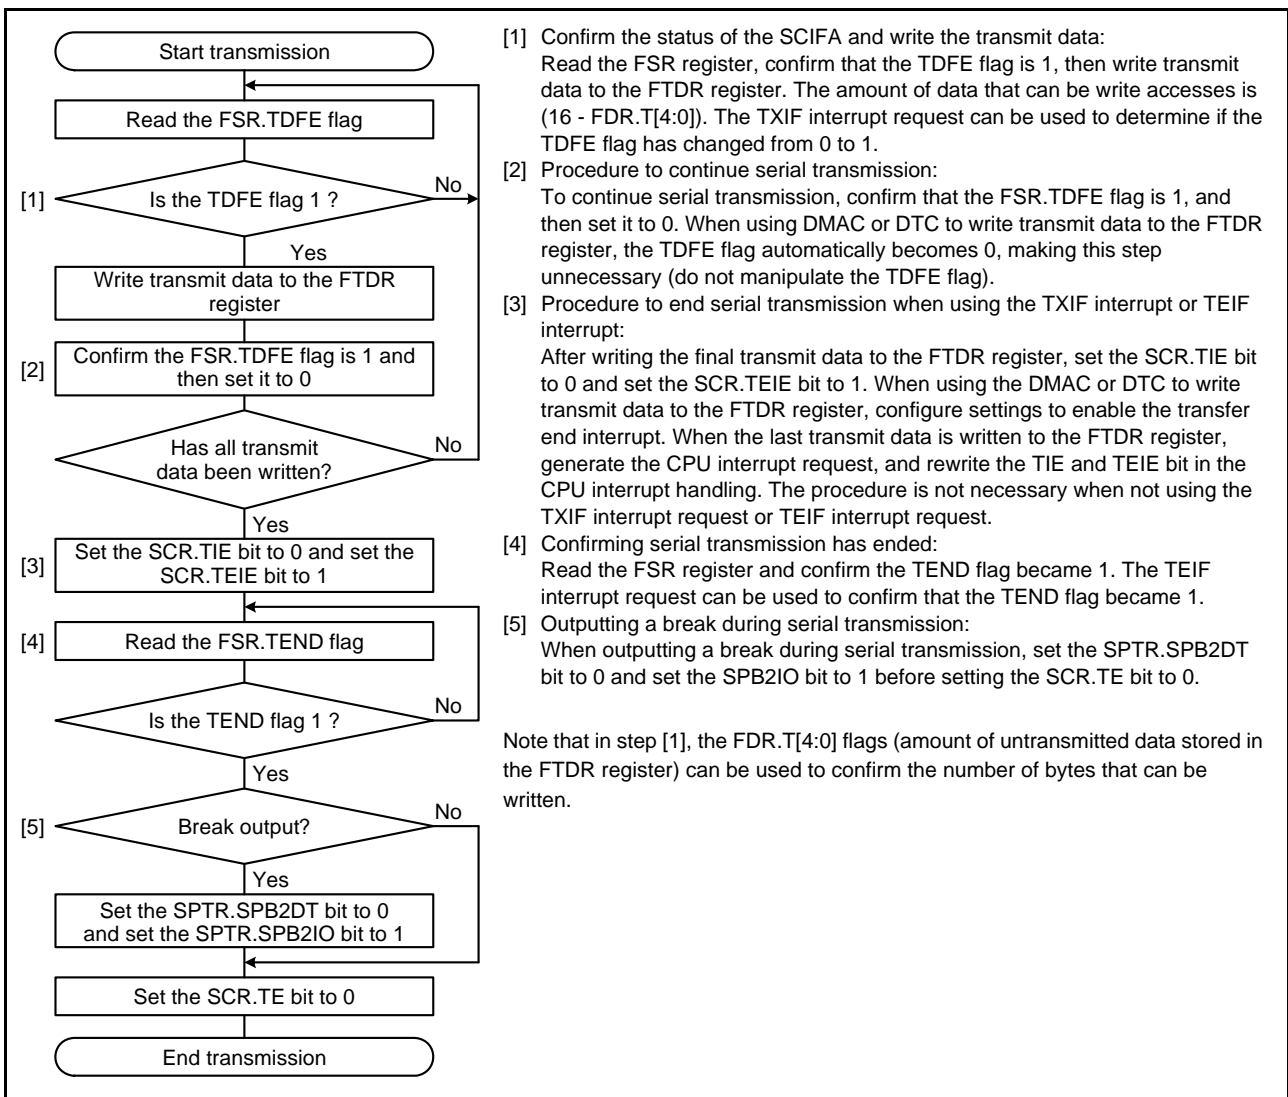 Start transmission
Read the FSR.TDFE flag
[1]
Is the TDFE flag 1 ?
No
Yes
Write transmit data to the FTDR
register
[2]
Confirm the FSR.TDFE flag is 1 and
then set it to 0
Has all transmit
data been written?
No
Yes
[3]
Set the SCR.TIE bit to 0 and set the
SCR.TEIE bit to 1
[4]
Read the FSR.TEND flag
Is the TEND flag 1 ?
No
Yes
[5]
Break output?
No
Yes
Set the SPTR.SPB2DT bit to 0
and set the SPTR.SPB2IO bit to 1
Set the SCR.TE bit to 0
End transmission
[1] Confirm the status of the SCIFA and write the transmit data:
Read the FSR register, confirm that the TDFE flag is 1, then write transmit
data to the FTDR register. The amount of data that can be write accesses is
(16 - FDR.T[4:0]). The TXIF interrupt request can be used to determine if the
TDFE flag has changed from 0 to 1.
[2] Procedure to continue serial transmission:
To continue serial transmission, confirm that the FSR.TDFE flag is 1, and
then set it to 0. When using DMAC or DTC to write transmit data to the FTDR
register, the TDFE flag automatically becomes 0, making this step
unnecessary (do not manipulate the TDFE flag).
[3] Procedure to end serial transmission when using the TXIF interrupt or TEIF
interrupt:
After writing the final transmit data to the FTDR register, set the SCR.TIE bit
to 0 and set the SCR.TEIE bit to 1. When using the DMAC or DTC to write
transmit data to the FTDR register, configure settings to enable the transfer
end interrupt. When the last transmit data is written to the FTDR register,
generate the CPU interrupt request, and rewrite the TIE and TEIE bit in the
CPU interrupt handling. The procedure is not necessary when not using the
TXIF interrupt request or TEIF interrupt request.
[4] Confirming serial transmission has ended:
Read the FSR register and confirm the TEND flag became 1. The TEIF
interrupt request can be used to confirm that the TEND flag became 1.
[5] Outputting a break during serial transmission:
When outputting a break during serial transmission, set the SPTR.SPB2DT
bit to 0 and set the SPB2IO bit to 1 before setting the SCR.TE bit to 0.
Note that in step [1], the FDR.T[4:0] flags (amount of untransmitted data stored in
the FTDR register) can be used to confirm the number of bytes that can be
written.